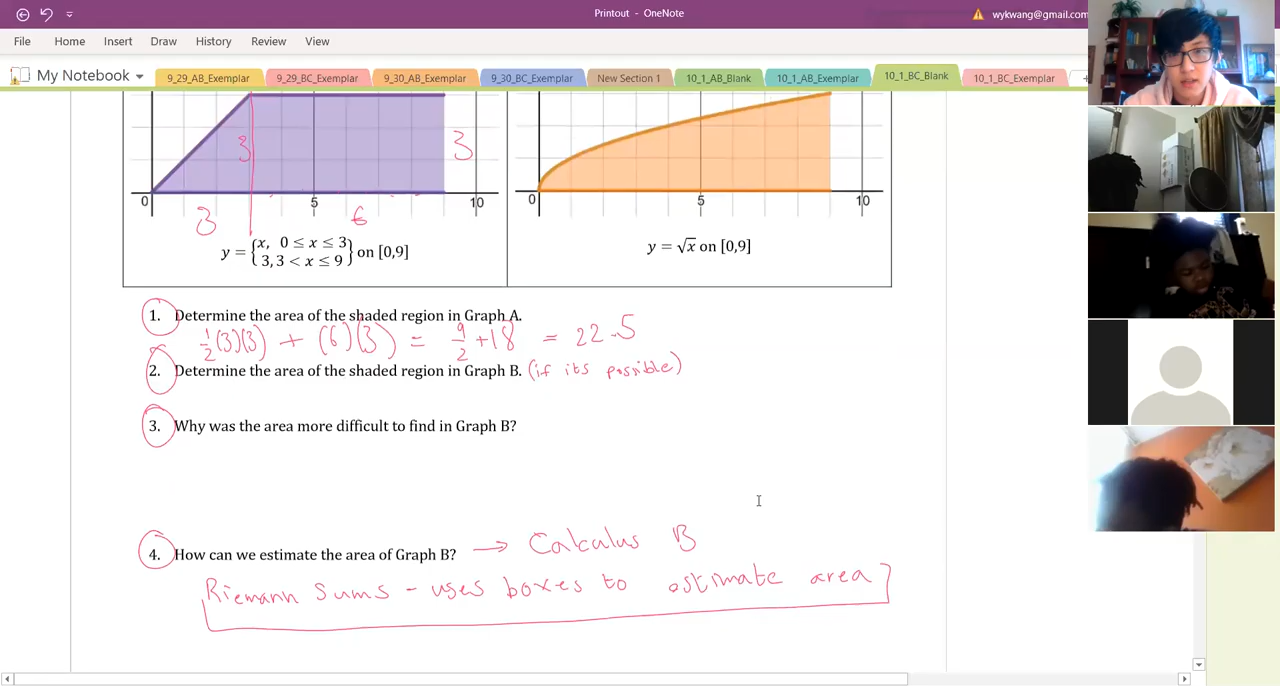 Printout - OneNote
wykwang@gmail.com
File Home Insert Draw History Review View
My Notebook
9_29_AB_Exemplar 9_29_BC_Exemplar 9_30_AB_Exemplar 9_30_BC_Exemplar New Section 1 10_1_AB_Blank 10_1_AB_Exemplar 10_1_BC_Blank 10_1_BC_Exemplar +
3 3
0 5 10
3 6
y = {x, 0 ≤ x ≤ 3
3, 3 < x ≤ 9} on [0,9]
0 5 10
y = √x on [0,9]
1. Determine the area of the shaded region in Graph A.
1/2(3)(3) + (6)(3) = 9/2 + 18 = 22.5
2. Determine the area of the shaded region in Graph B. (if its possible)
3. Why was the area more difficult to find in Graph B?
4. How can we estimate the area of Graph B? → Calculus B
Riemann Sums - uses boxes to estimate area